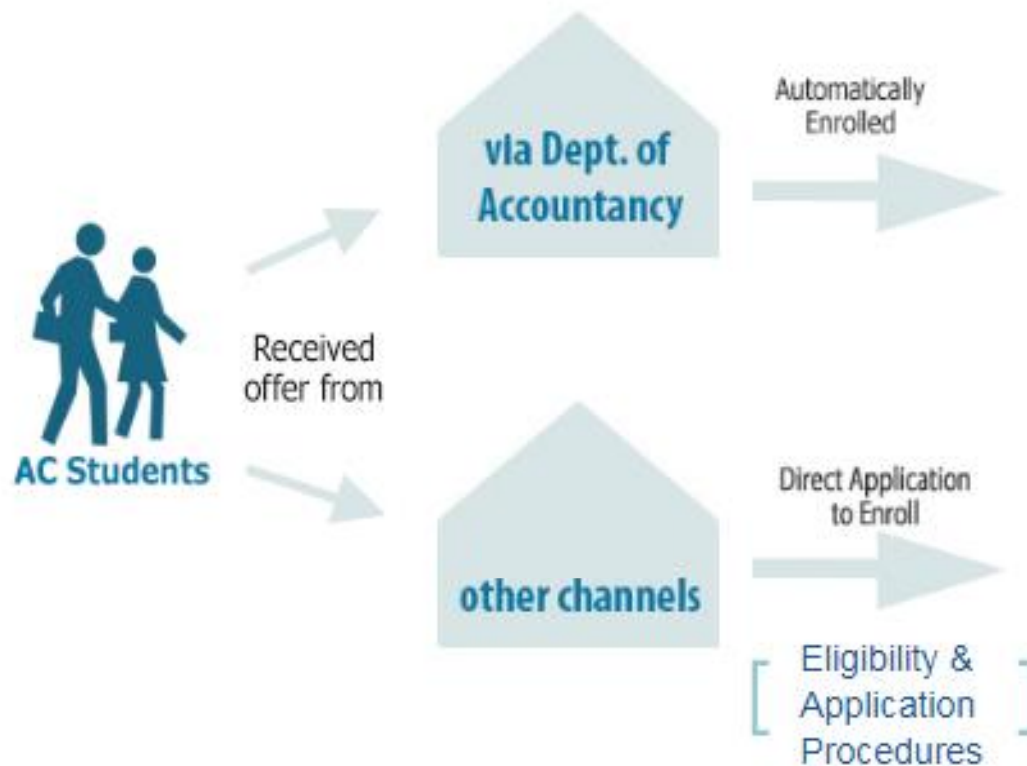 via Dept. of
Accountancy
Automatically
Enrolled
Received
offer from
AC Students
other channels
Direct Application
to Enroll
Eligibility &
Application
Procedures